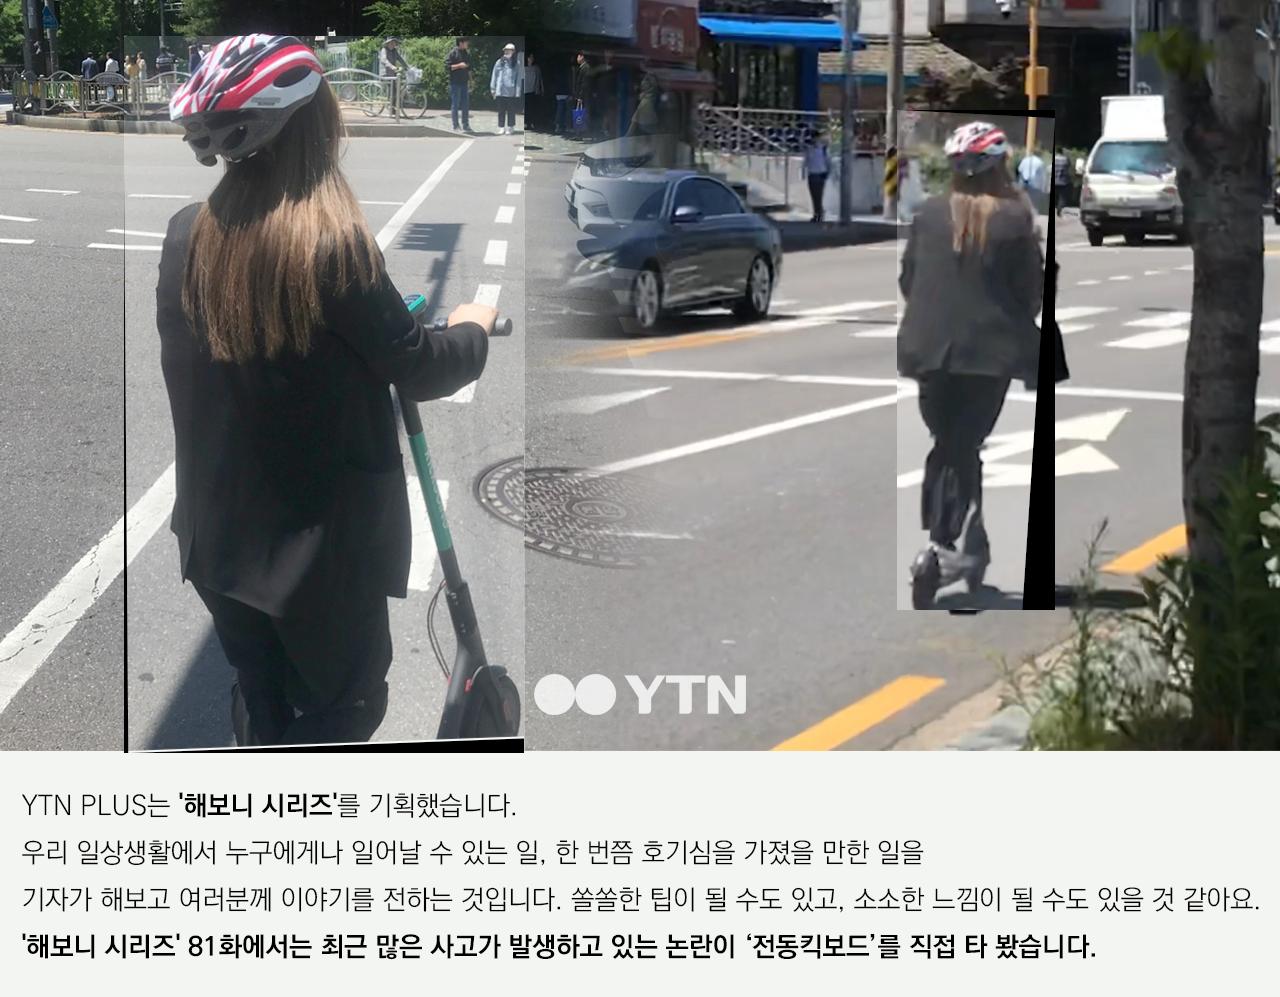 YTN
YTN PLUS는 '해보니 시리즈'를 기획했습니다.
우리 일상생활에서 누구에게나 일어날 수 있는 일, 한 번쯤 호기심을 가졌을 만한 일을
기자가 해보고 여러분께 이야기를 전하는 것입니다. 쏠쏠한 팁이 될 수도 있고, 소소한 느낌이 될 수도 있을 것 같아요.
'해보니 시리즈' 81화에서는 최근 많은 사고가 발생하고 있는 논란이 ‘전동킥보드’를 직접 타 봤습니다.